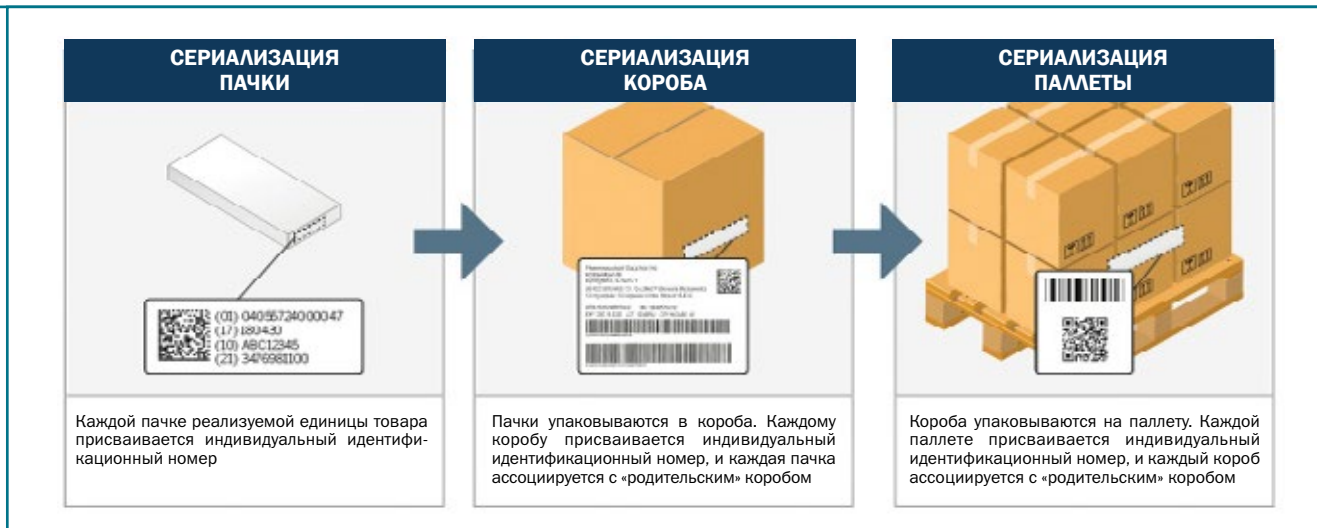 СЕРИАЛИЗАЦИЯ
ПАЧКИ
(01) 04055724000047
(17) 180430
(10) ABC12345
(21) 3476981100
Каждой пачке реализуемой единицы товара
присваивается индивидуальный идентифи-
кационный номер
СЕРИАЛИЗАЦИЯ
КОРОБА
Пачки упаковываются в короба. Каждому
коробу присваивается индивидуальный
идентификационный номер, и каждая пачка
ассоциируется с «родительским» коробом
СЕРИАЛИЗАЦИЯ
ПАЛЛЕТЫ
Короба упаковываются на паллету. Каждой
паллете присваивается индивидуальный
идентификационный номер, и каждый короб
ассоциируется с «родительским» коробом